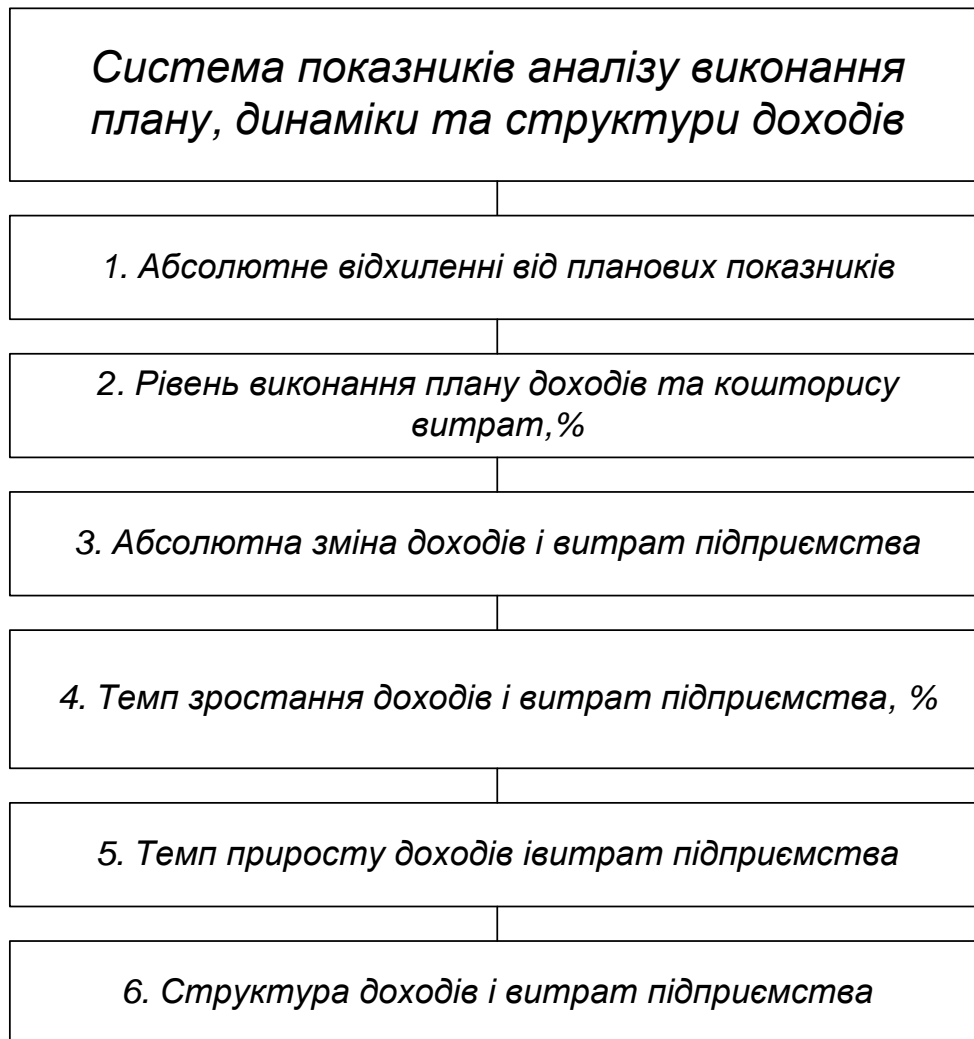 Система показників аналізу виконання
плану, динаміки та структури доходів
1. Абсолютне відхиленні від планових показників
2. Рівень виконання плану доходів та кошторису
витрат,%
3. Абсолютна зміна доходів і витрат підприємства
4. Темп зростання доходів і витрат підприємства, %
5. Темп приросту доходів івитрат підприємства
6. Структура доходів і витрат підприємства